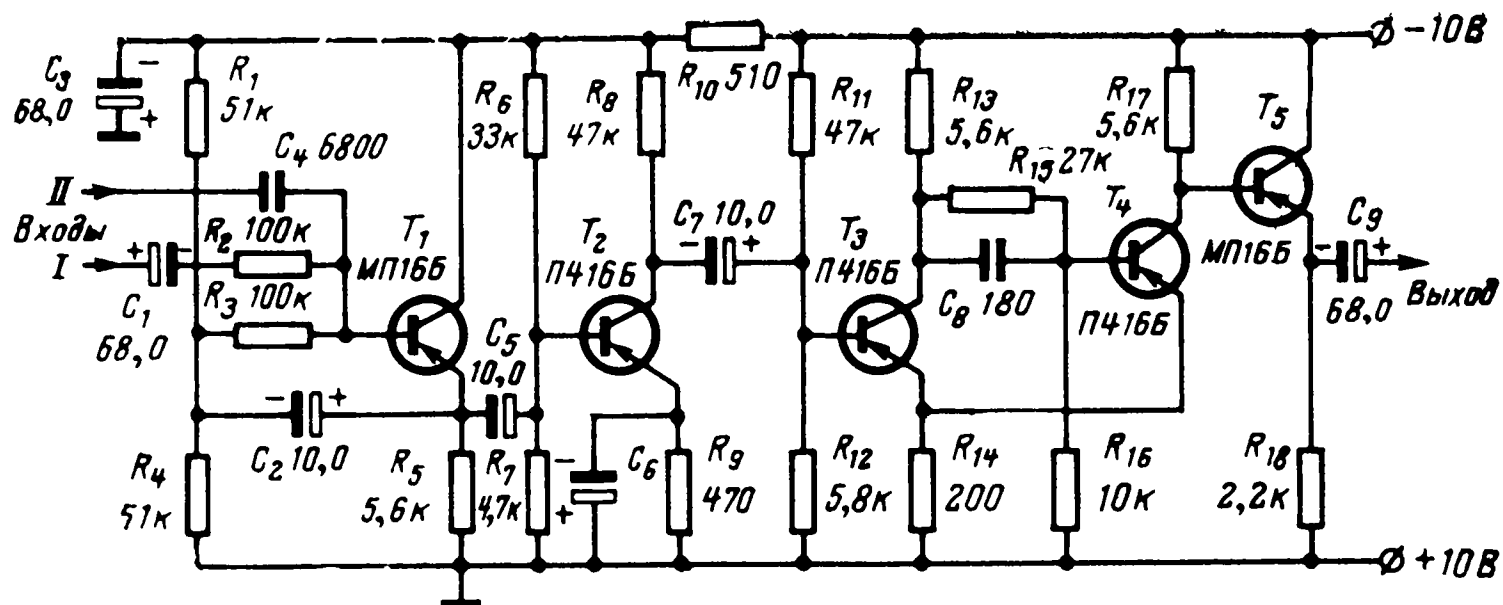 C3
68,0
R1
51к
C4 6800
II
Входы
I
C1
68,0
R2 100к
R3 100к
T1
МП16Б
C2 10,0
R4
51к
R5
5,6к
C5
10,0
R6
33к
R7
4,7к
R8
47к
T2
П416Б
C6
R9
470
R10 510
C7 10,0
R11
47к
R12
5,8к
T3
П416Б
R13
5,6к
R14
200
R15 27к
C8 180
R16
10к
T4
П416Б
R17
5,6к
T5
МП16Б
R18
2,2к
C9
68,0
Выход
-10В
+10В